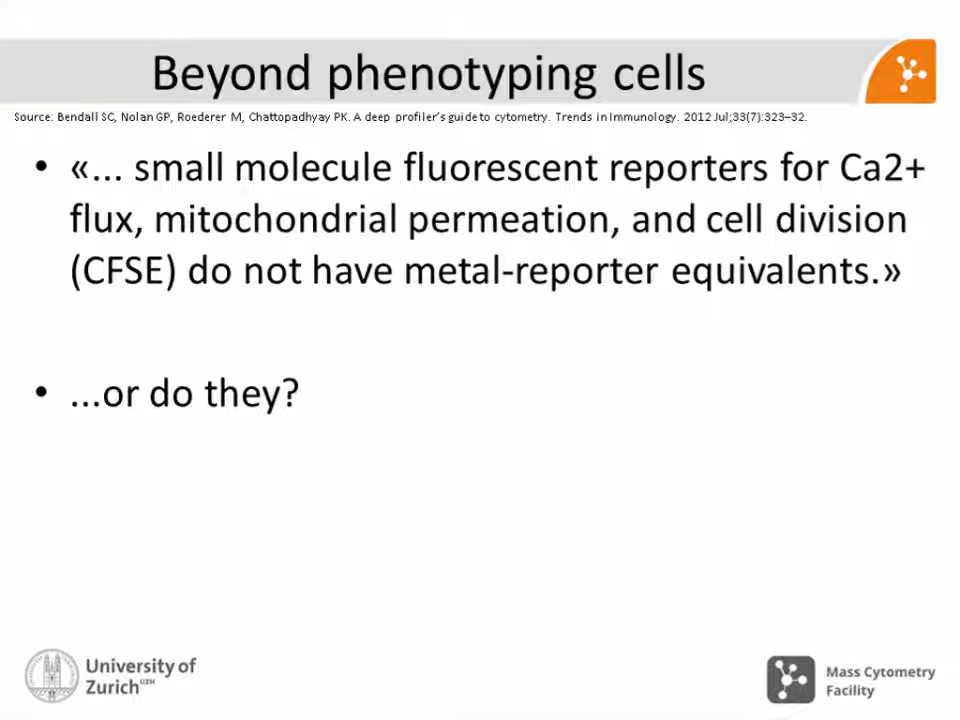 Beyond phenotyping cells
Source: Bendall SC, Nolan GP, Roederer M, Chattopadhyay PK. A deep profiler's guide to cytometry. Trends in Immunology. 2012 Jul;33(7):323–32.
• «... small molecule fluorescent reporters for Ca2+
flux, mitochondrial permeation, and cell division
(CFSE) do not have metal-reporter equivalents.»
• ...or do they?
University of
Zurich UZH
Mass Cytometry
Facility